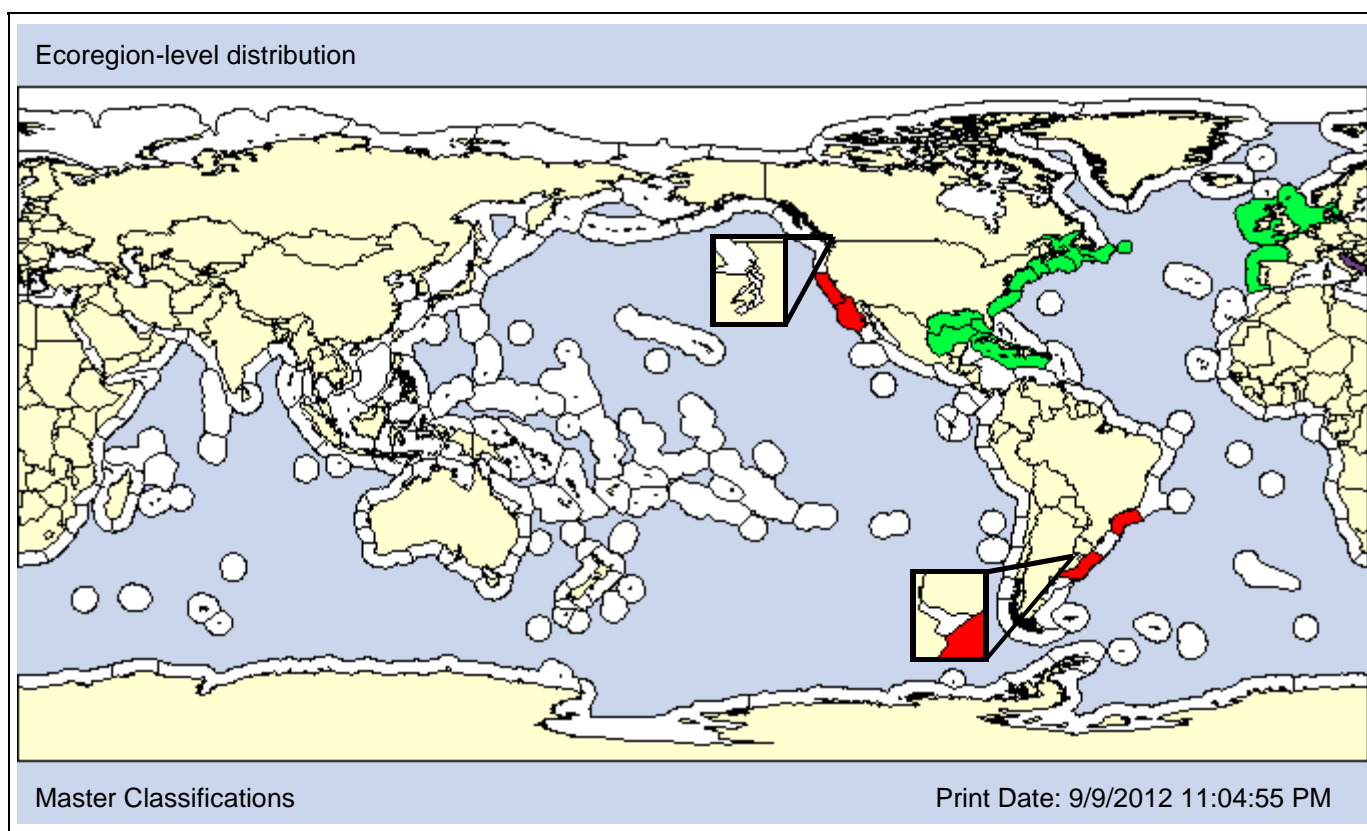 Ecoregion-level distribution
Master Classifications
Print Date: 9/9/2012 11:04:55 PM